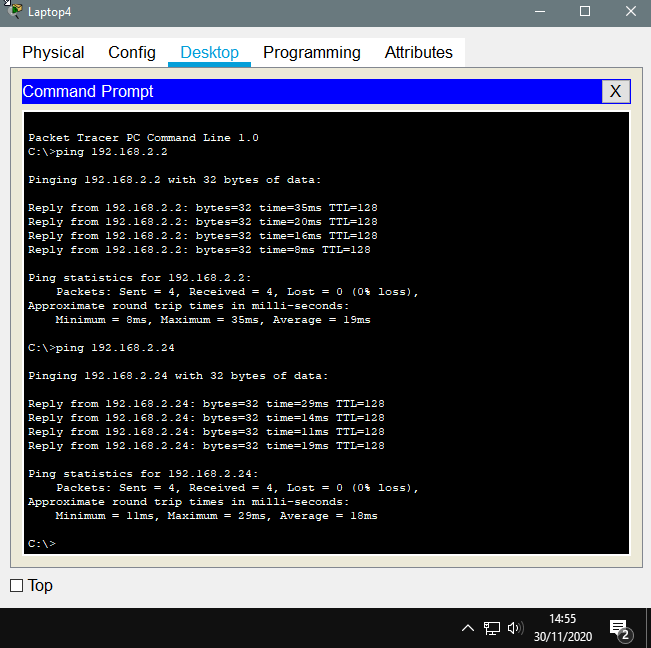 Laptop4
Physical Config Desktop Programming Attributes
Command Prompt X
Packet Tracer PC Command Line 1.0
C:\>ping 192.168.2.2
Pinging 192.168.2.2 with 32 bytes of data:
Reply from 192.168.2.2: bytes=32 time=35ms TTL=128
Reply from 192.168.2.2: bytes=32 time=20ms TTL=128
Reply from 192.168.2.2: bytes=32 time=16ms TTL=128
Reply from 192.168.2.2: bytes=32 time=8ms TTL=128
Ping statistics for 192.168.2.2:
Packets: Sent = 4, Received = 4, Lost = 0 (0% loss),
Approximate round trip times in milli-seconds:
Minimum = 8ms, Maximum = 35ms, Average = 19ms
C:\>ping 192.168.2.24
Pinging 192.168.2.24 with 32 bytes of data:
Reply from 192.168.2.24: bytes=32 time=29ms TTL=128
Reply from 192.168.2.24: bytes=32 time=14ms TTL=128
Reply from 192.168.2.24: bytes=32 time=11ms TTL=128
Reply from 192.168.2.24: bytes=32 time=19ms TTL=128
Ping statistics for 192.168.2.24:
Packets: Sent = 4, Received = 4, Lost = 0 (0% loss),
Approximate round trip times in milli-seconds:
Minimum = 11ms, Maximum = 29ms, Average = 18ms
C:\>
Top
14:55
30/11/2020
2